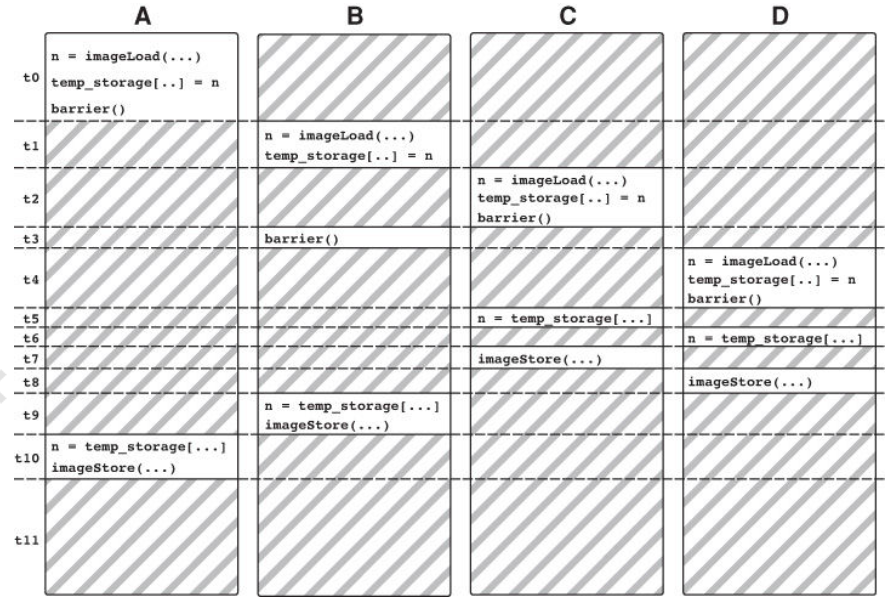 A B C D
t0
n = imageLoad(...)
temp_storage[..] = n
barrier()
t1
n = imageLoad(...)
temp_storage[..] = n
t2
n = imageLoad(...)
temp_storage[..] = n
barrier()
t3
barrier()
t4
n = imageLoad(...)
temp_storage[..] = n
barrier()
t5
n = temp_storage[...]
t6
n = temp_storage[...]
t7
imageStore(...)
t8
imageStore(...)
t9
n = temp_storage[...]
imageStore(...)
t10
n = temp_storage[...]
imageStore(...)
t11